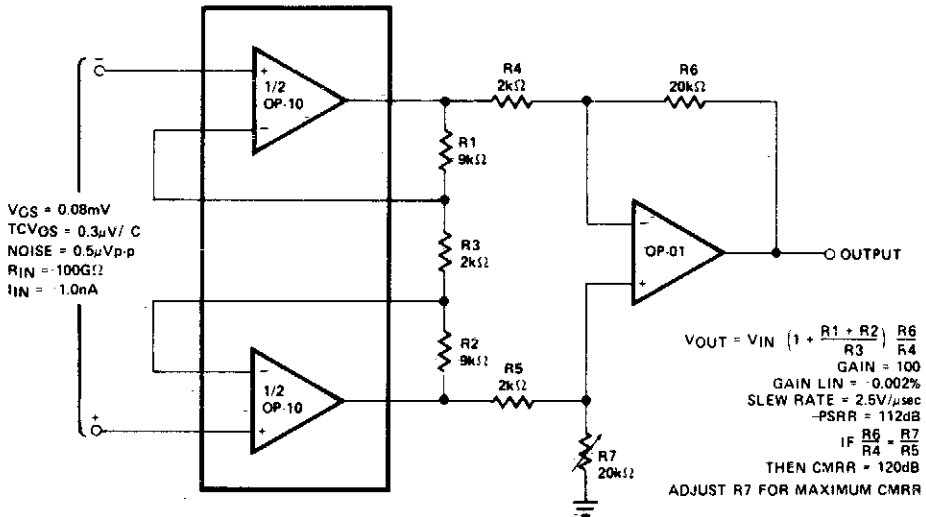 R4
2kΩ
R6
20kΩ
−
+
1/2
OP-10
−
R1
9kΩ
VOS = 0.08mV
TCVOS = 0.3μV/ C
NOISE = 0.5μVp-p
RIN = 100GΩ
IIN = 1.0nA
R3
2kΩ
−
OP-01
+
OUTPUT
R2
9kΩ
R5
2kΩ
−
1/2
OP-10
+
+
R7
20kΩ
VOUT = VIN (1 + R1 + R2 / R3) R6 / R4
GAIN = 100
GAIN LIN = 0.002%
SLEW RATE = 2.5V/μsec
PSRR = 112dB
IF R6 / R4 = R7 / R5
THEN CMRR = 120dB
ADJUST R7 FOR MAXIMUM CMRR